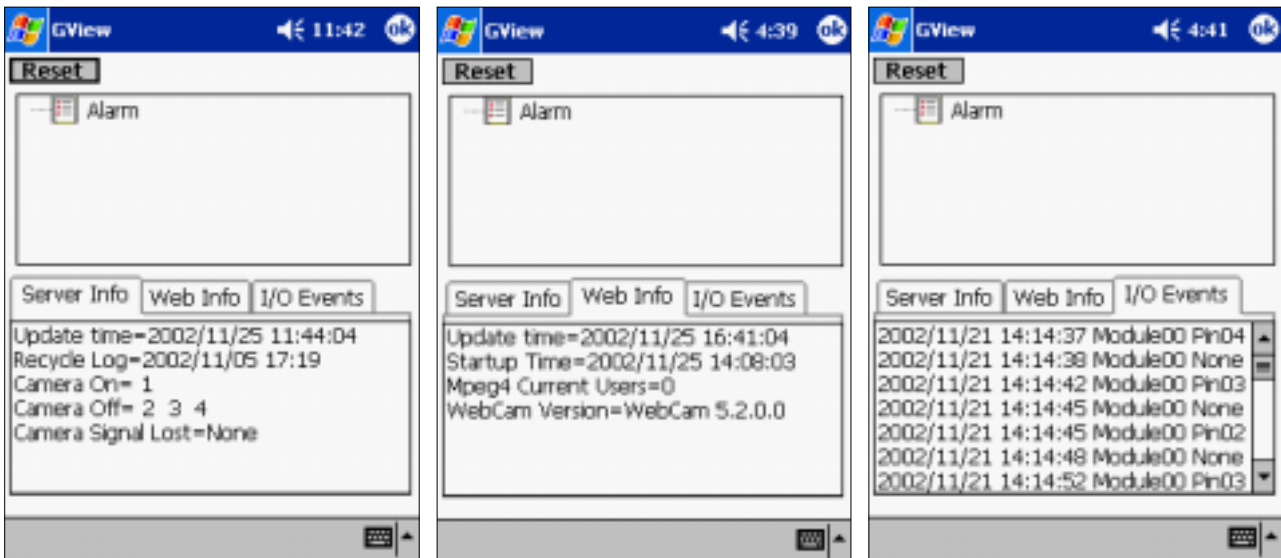 GView 11:42 ok
Reset
Alarm
Server Info Web Info I/O Events
Update time=2002/11/25 11:44:04
Recycle Log=2002/11/05 17:19
Camera On= 1
Camera Off= 2 3 4
Camera Signal Lost=None
GView 4:39 ok
Reset
Alarm
Server Info Web Info I/O Events
Update time=2002/11/25 16:41:04
Startup Time=2002/11/25 14:08:03
Mpeg4 Current Users=0
WebCam Version=WebCam 5.2.0.0
GView 4:41 ok
Reset
Alarm
Server Info Web Info I/O Events
2002/11/21 14:14:37 Module00 Pin04
2002/11/21 14:14:38 Module00 None
2002/11/21 14:14:42 Module00 Pin03
2002/11/21 14:14:45 Module00 None
2002/11/21 14:14:45 Module00 Pin02
2002/11/21 14:14:48 Module00 None
2002/11/21 14:14:52 Module00 Pin03